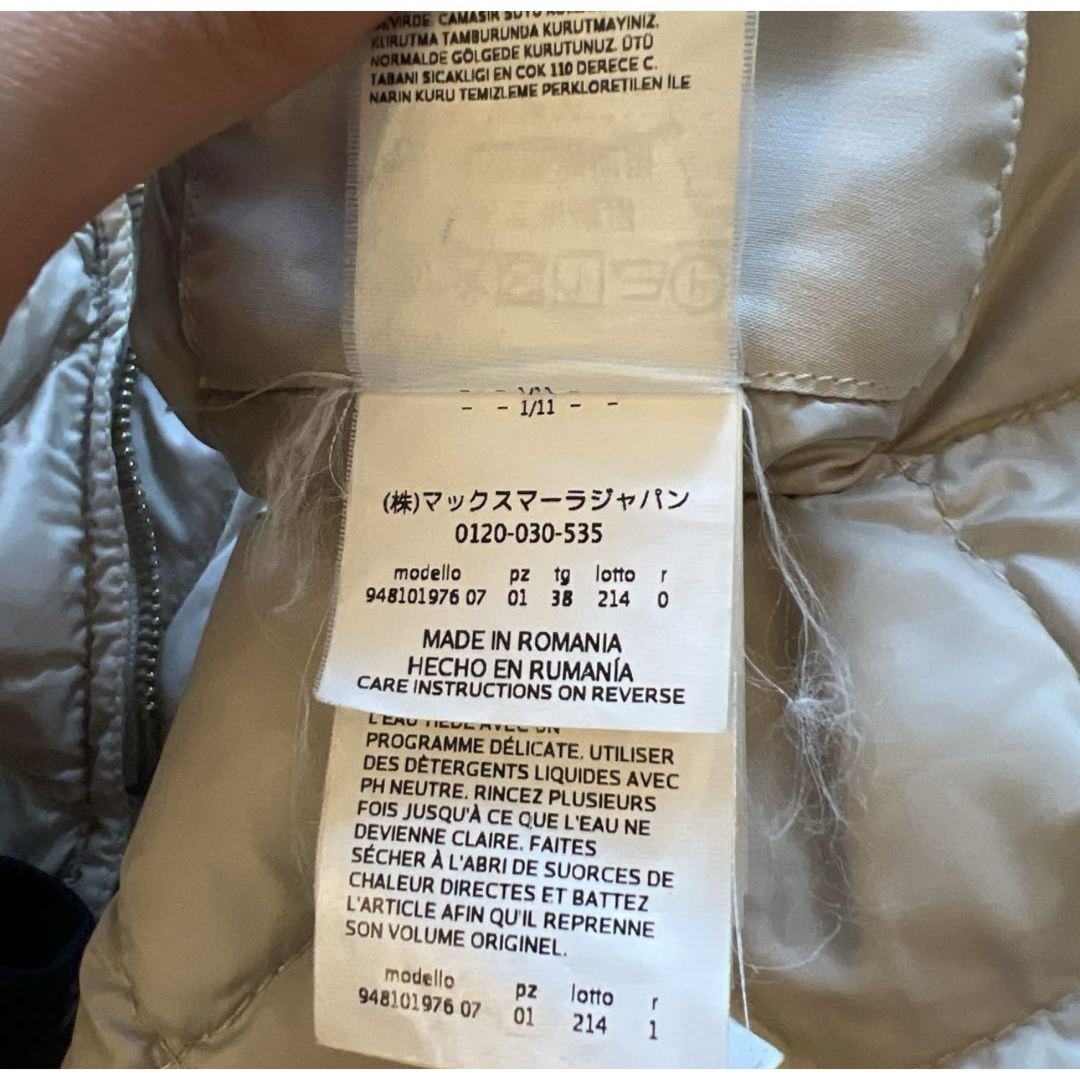 KURUTMA TAMBURUNDA KURUTMAYINIZ.
NORMALDE GÖLGEDE KURUTUNUZ. ÜTÜ
TABANI SICAKLIGI EN COK 110 DERECE C.
NARIN KURU TEMIZLEME PERKLORETILEN İLE
- - 1/11 - -
(株)マックスマーラジャパン
0120-030-535
modello pz tg lotto r
948101976 07 01 38 214 0
MADE IN ROMANIA
HECHO EN RUMANÍA
CARE INSTRUCTIONS ON REVERSE
PROGRAMME DÉLICATE. UTILISER
DES DÉTERGENTS LIQUIDES AVEC
PH NEUTRE. RINCEZ PLUSIEURS
FOIS JUSQU'À CE QUE L'EAU NE
DEVIENNE CLAIRE. FAITES
SÉCHER À L'ABRI DE SUORCES DE
CHALEUR DIRECTES ET BATTEZ
L'ARTICLE AFIN QU'IL REPRENNE
SON VOLUME ORIGINEL.
modello pz lotto r
948101976 07 01 214 1